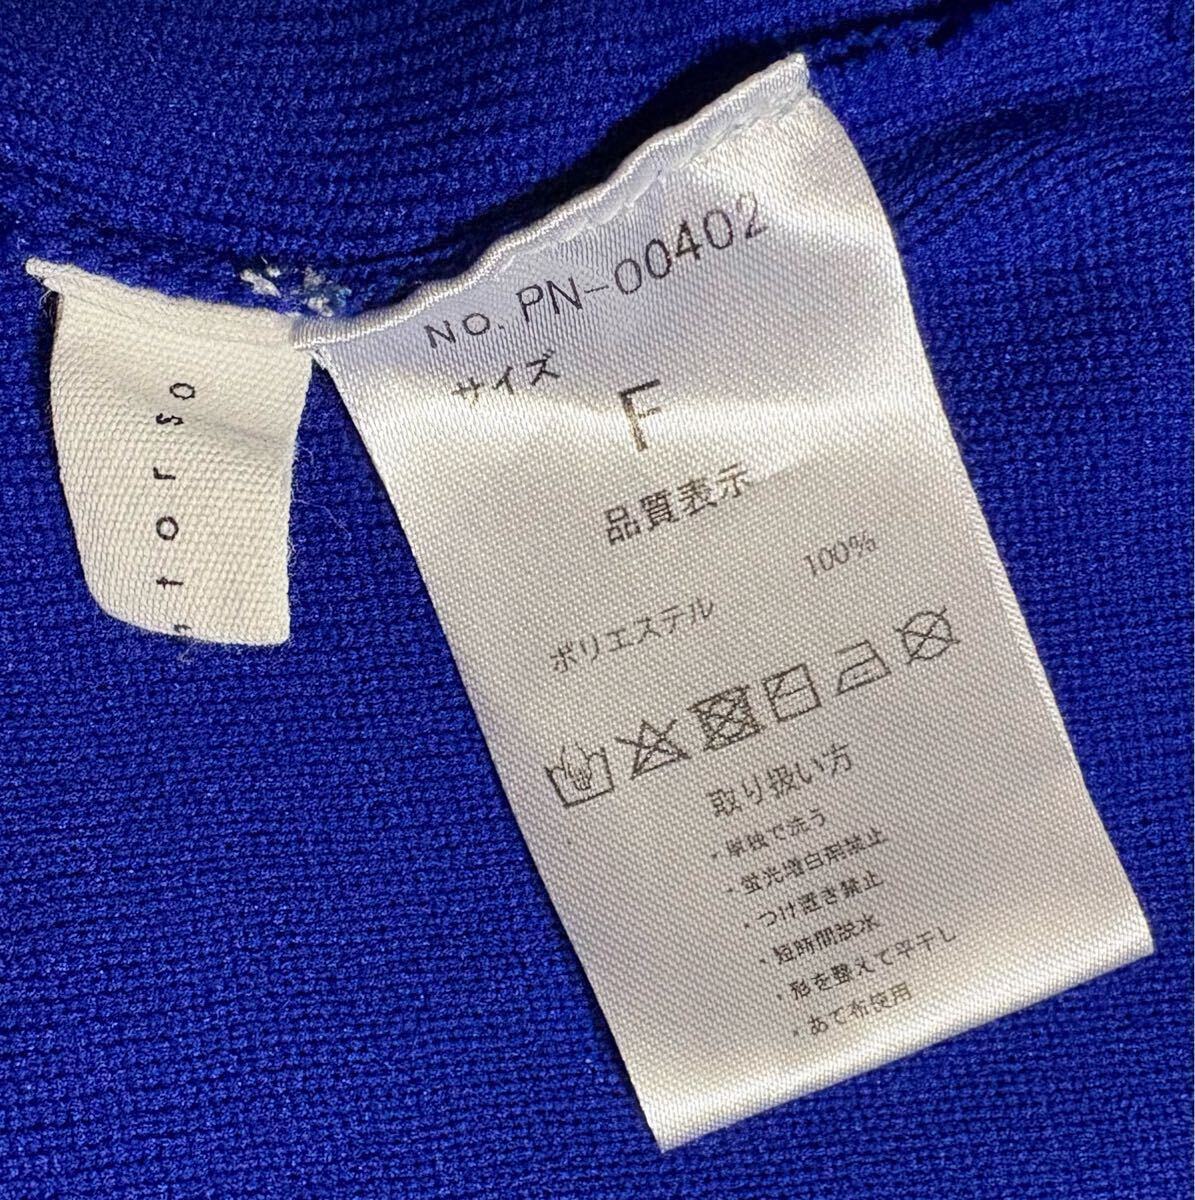 torso
No. PN-00402
サイズ
F
品質表示
100%
ポリエステル
取り扱い方
・単独で洗う
・蛍光増白剤禁止
・つけ置き禁止
・短時間脱水
・形を整えて平干し
・あて布使用